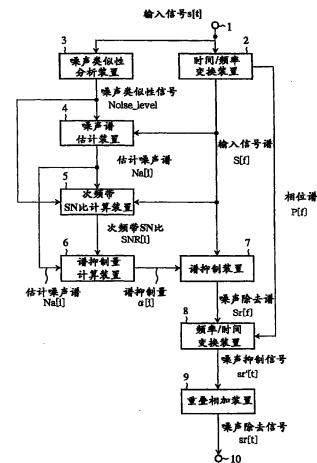 输入信号s[t]
1
3
噪声类似性
分析装置
2
时间/频率
变换装置
噪声类似性信号
Noise_level
4
噪声谱
估计装置
输入信号谱
S[f]
相位谱
P[f]
估计噪声谱
Na[i]
5
次频带
SN比计算装置
次频带SN比
SNR[i]
6
谱抑制量
计算装置
7
谱抑制装置
估计噪声谱
Na[i]
谱抑制量
α[i]
噪声除去谱
Sr[f]
8
频率/时间
变换装置
噪声抑制信号
sr'[t]
9
重叠相加装置
噪声除去信号
sr[t]
10